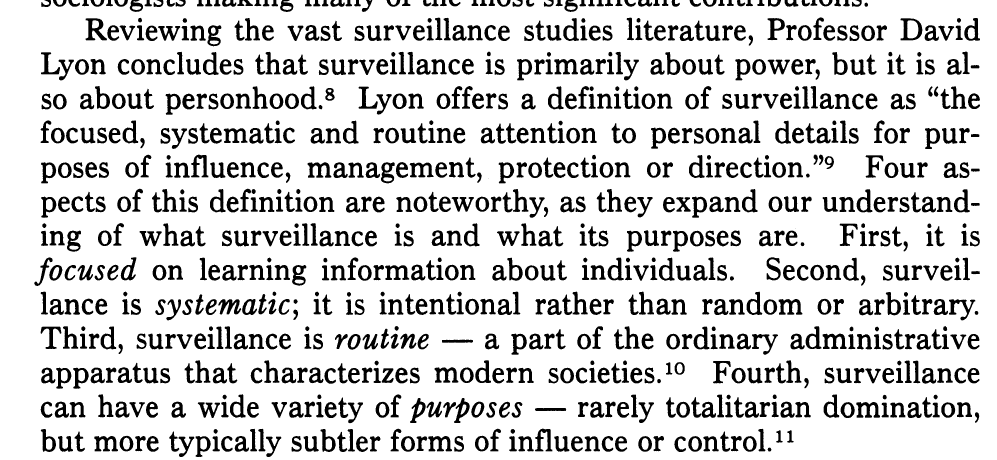 sociologists making many of the most significant contributions.
Reviewing the vast surveillance studies literature, Professor David
Lyon concludes that surveillance is primarily about power, but it is al-
so about personhood.⁸ Lyon offers a definition of surveillance as “the
focused, systematic and routine attention to personal details for pur-
poses of influence, management, protection or direction.”⁹ Four as-
pects of this definition are noteworthy, as they expand our understand-
ing of what surveillance is and what its purposes are. First, it is
focused on learning information about individuals. Second, surveil-
lance is systematic; it is intentional rather than random or arbitrary.
Third, surveillance is routine — a part of the ordinary administrative
apparatus that characterizes modern societies.¹⁰ Fourth, surveillance
can have a wide variety of purposes — rarely totalitarian domination,
but more typically subtler forms of influence or control.¹¹